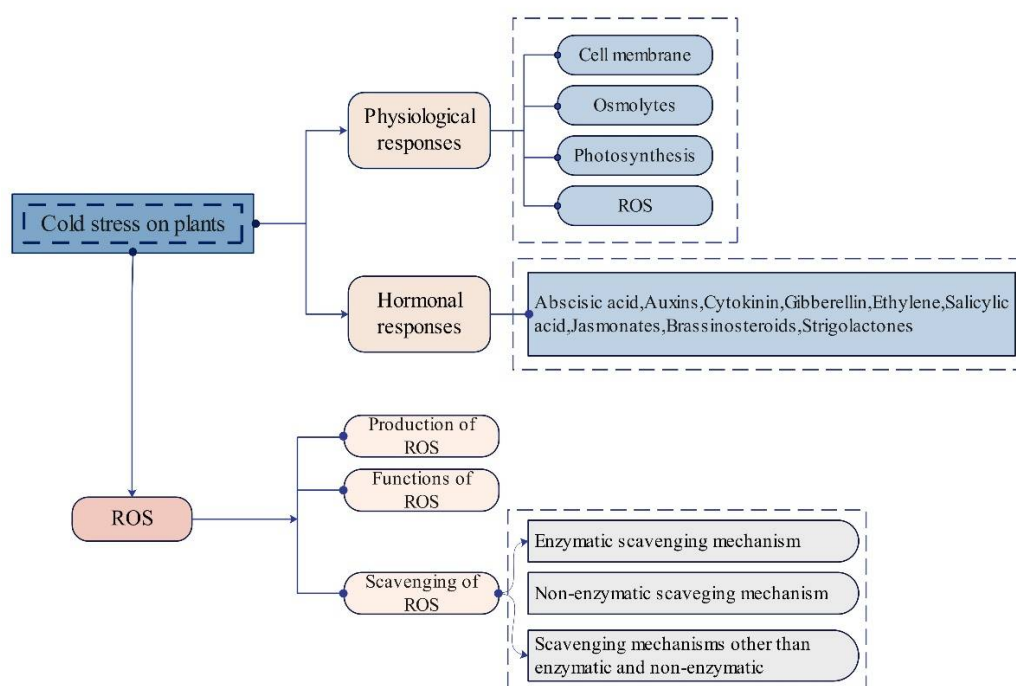 Cell membrane
Osmolytes
Photosynthesis
ROS
Physiological
responses
Cold stress on plants
Hormonal
responses
Abscisic acid,Auxins,Cytokinin,Gibberellin,Ethylene,Salicylic
acid,Jasmonates,Brassinosteroids,Strigolactones
Production of
ROS
Functions of
ROS
ROS
Scavenging of
ROS
Enzymatic scavenging mechanism
Non-enzymatic scaveging mechanism
Scavenging mechanisms other than
enzymatic and non-enzymatic